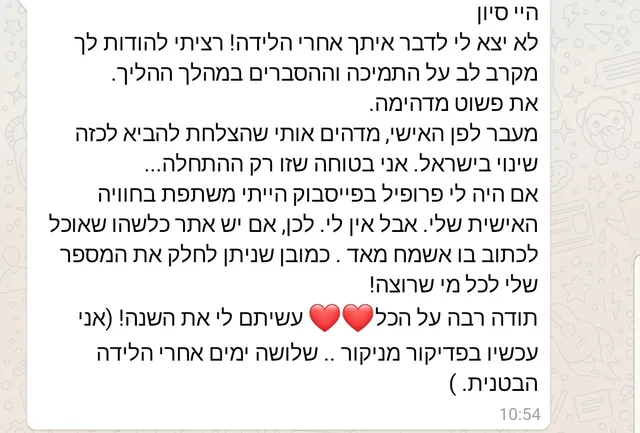 היי סיון
לא יצא לי לדבר איתך אחרי הלידה! רציתי להודות לך
מקרב לב על התמיכה וההסברים במהלך ההליך.
את פשוט מדהימה.
מעבר לפן האישי, מדהים אותי שהצלחת להביא לכזה
שינוי בישראל. אני בטוחה שזו רק ההתחלה...
אם היה לי פרופיל בפייסבוק הייתי משתפת בחוויה
האישית שלי. אבל אין לי. לכן, אם יש אתר כלשהו שאוכל
לכתוב בו אשמח מאד . כמובן שניתן לחלק את המספר
שלי לכל מי שרוצה!
תודה רבה על הכל❤️❤️ עשיתם לי את השנה! (אני
עכשיו בפדיקור מניקור .. שלושה ימים אחרי הלידה
הבטנית. )
10:54